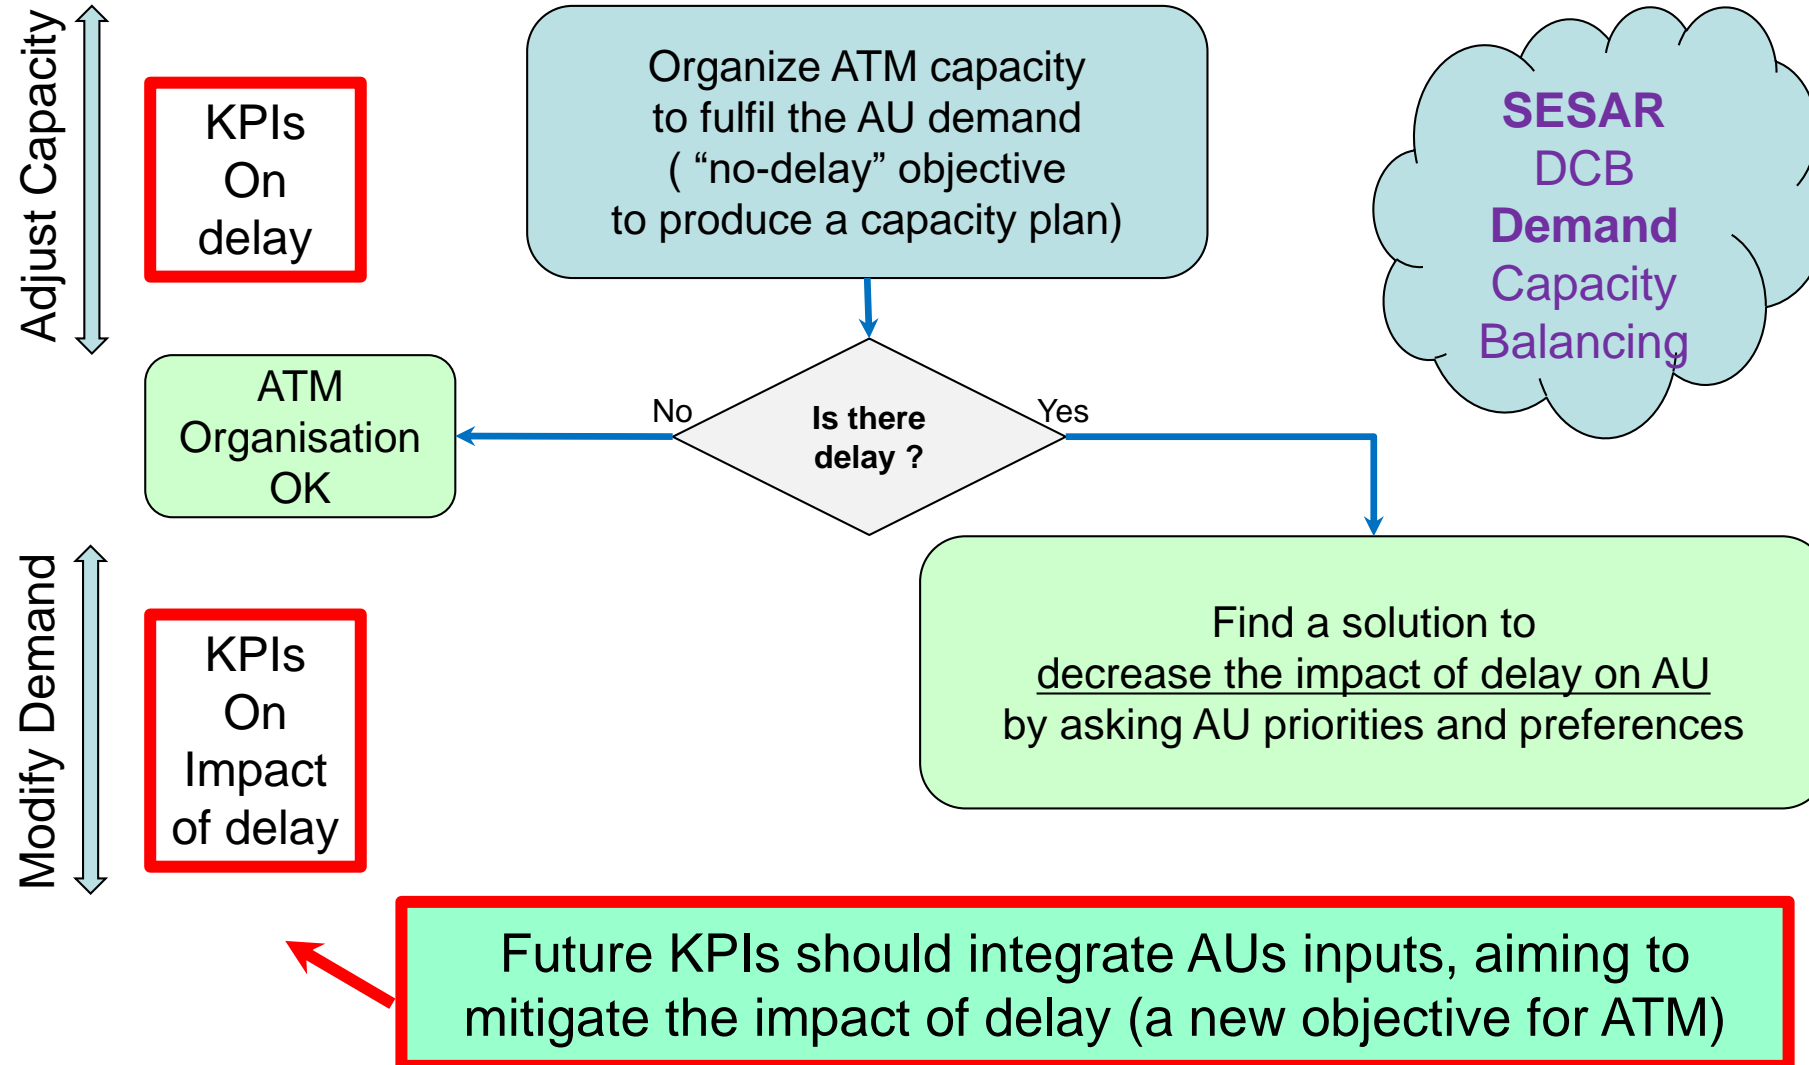 Adjust Capacity
KPIs
On
delay
Organize ATM capacity
to fulfil the AU demand
( “no-delay” objective
to produce a capacity plan)
SESAR
DCB
Demand
Capacity
Balancing
ATM
Organisation
OK
No
Is there
delay ?
Yes
Modify Demand
KPIs
On
Impact
of delay
Find a solution to
decrease the impact of delay on AU
by asking AU priorities and preferences
Future KPIs should integrate AUs inputs, aiming to
mitigate the impact of delay (a new objective for ATM)